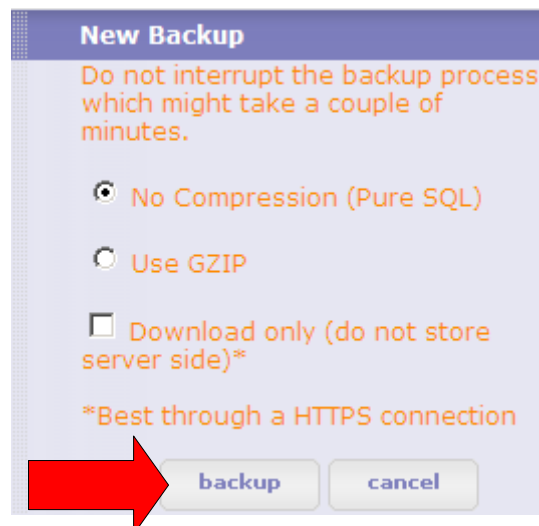 New Backup
Do not interrupt the backup process
which might take a couple of
minutes.
No Compression (Pure SQL)
Use GZIP
Download only (do not store
server side)*
*Best through a HTTPS connection
backup cancel